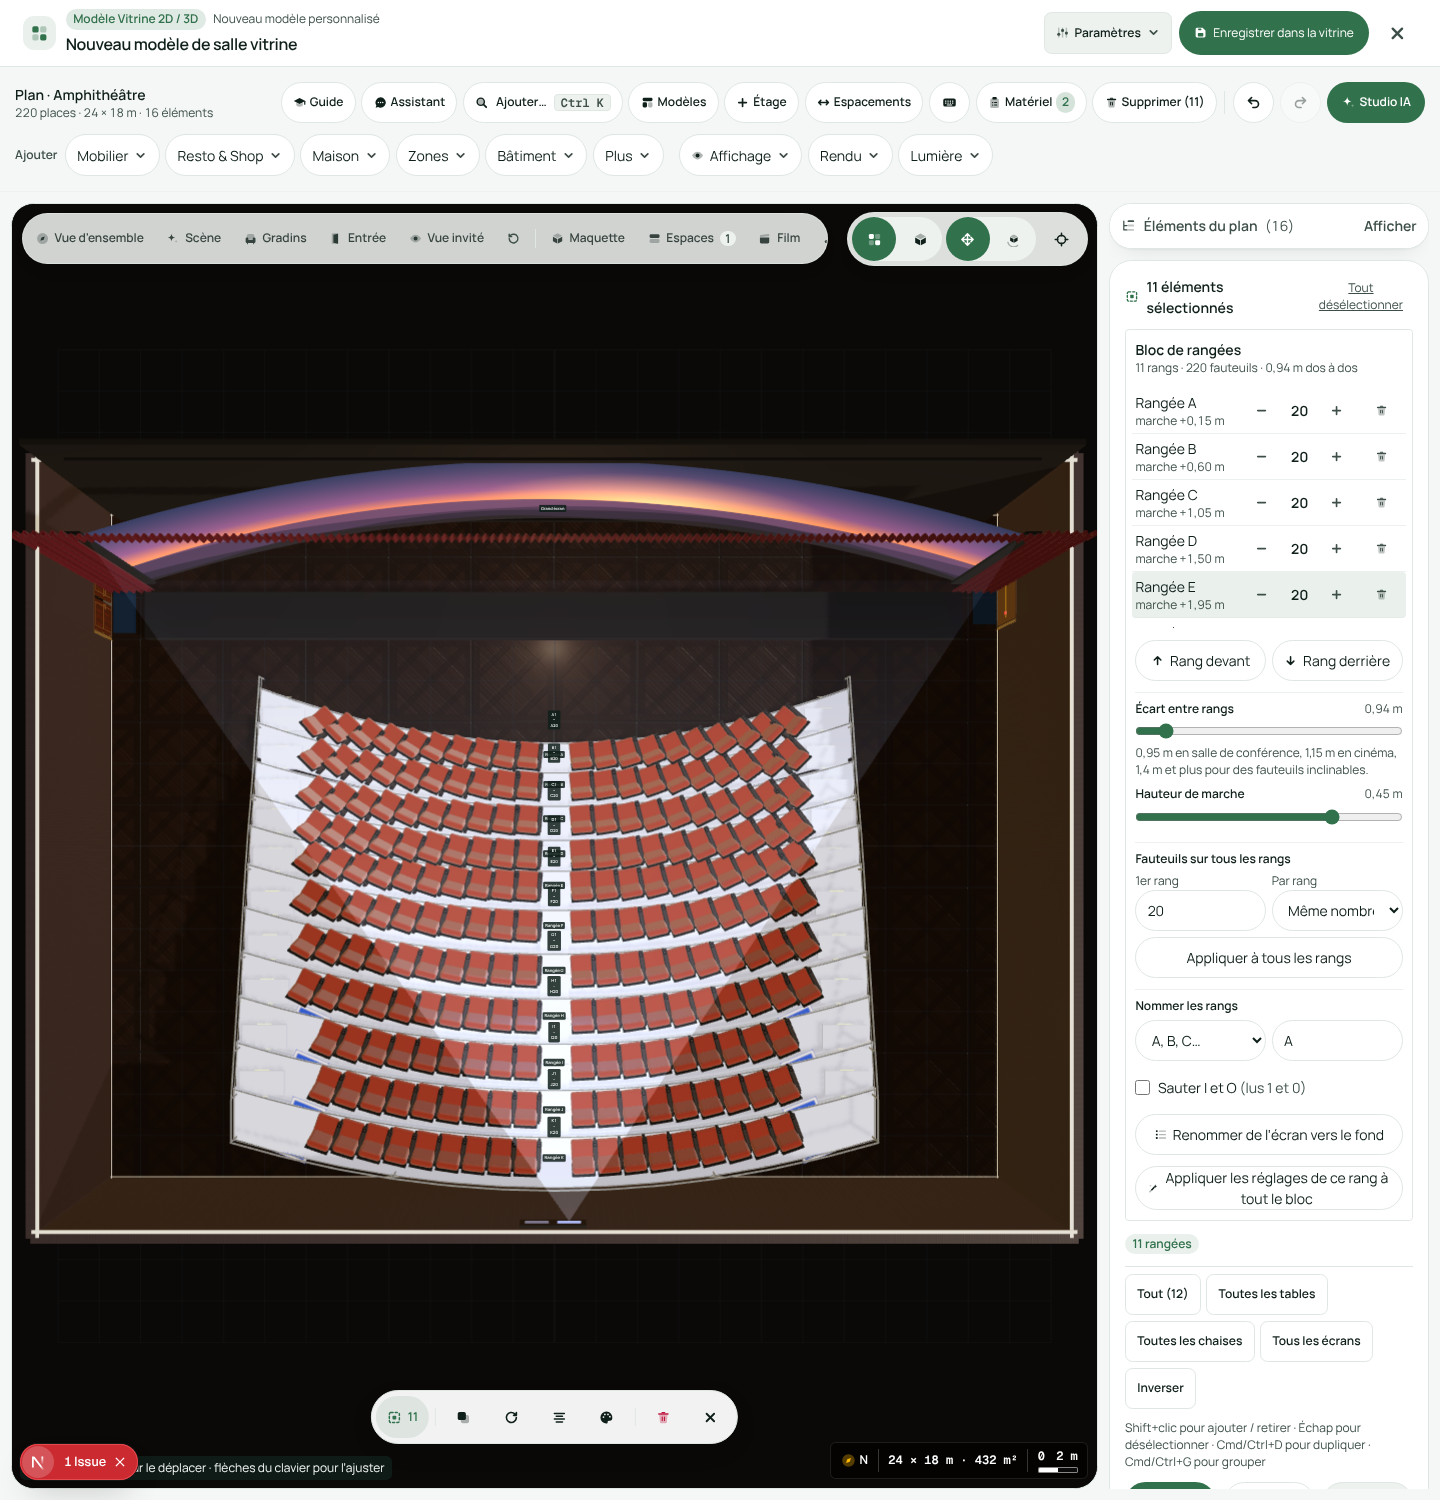 Modèle Vitrine 2D / 3D Nouveau modèle personnalisé
Nouveau modèle de salle vitrine
Paramètres
Enregistrer dans la vitrine
Plan · Amphithéâtre
220 places · 24 × 18 m · 16 éléments
Guide
Assistant
Ajouter... Ctrl K
Modèles
Étage
Espacements
Matériel 2
Supprimer (11)
Studio IA
Ajouter
Mobilier
Resto & Shop
Maison
Zones
Bâtiment
Plus
Affichage
Rendu
Lumière
Vue d'ensemble
Scène
Gradins
Entrée
Vue invité
Maquette
Espaces 1
Film
Éléments du plan (16)
Afficher
11 éléments
sélectionnés
Tout
désélectionner
Bloc de rangées
11 rangs · 220 fauteuils · 0,94 m dos à dos
Rangée A
marche +0,15 m
20
Rangée B
marche +0,60 m
20
Rangée C
marche +1,05 m
20
Rangée D
marche +1,50 m
20
Rangée E
marche +1,95 m
20
Rang devant
Rang derrière
Écart entre rangs 0,94 m
0,95 m en salle de conférence, 1,15 m en cinéma,
1,4 m et plus pour des fauteuils inclinables.
Hauteur de marche 0,45 m
Fauteuils sur tous les rangs
1er rang
Par rang
20
Même nombr
Appliquer à tous les rangs
Nommer les rangs
A, B, C…
A
Sauter I et O (lus 1 et 0)
Renommer de l'écran vers le fond
Appliquer les réglages de ce rang à
tout le bloc
11 rangées
Tout (12)
Toutes les tables
Toutes les chaises
Tous les écrans
Inverser
Shift+clic pour ajouter / retirer · Échap pour
désélectionner · Cmd/Ctrl+D pour dupliquer ·
Cmd/Ctrl+G pour grouper
11
N 1 Issue
r le déplacer · flèches du clavier pour l'ajuster
N 24 × 18 m · 432 m² 0 2 m